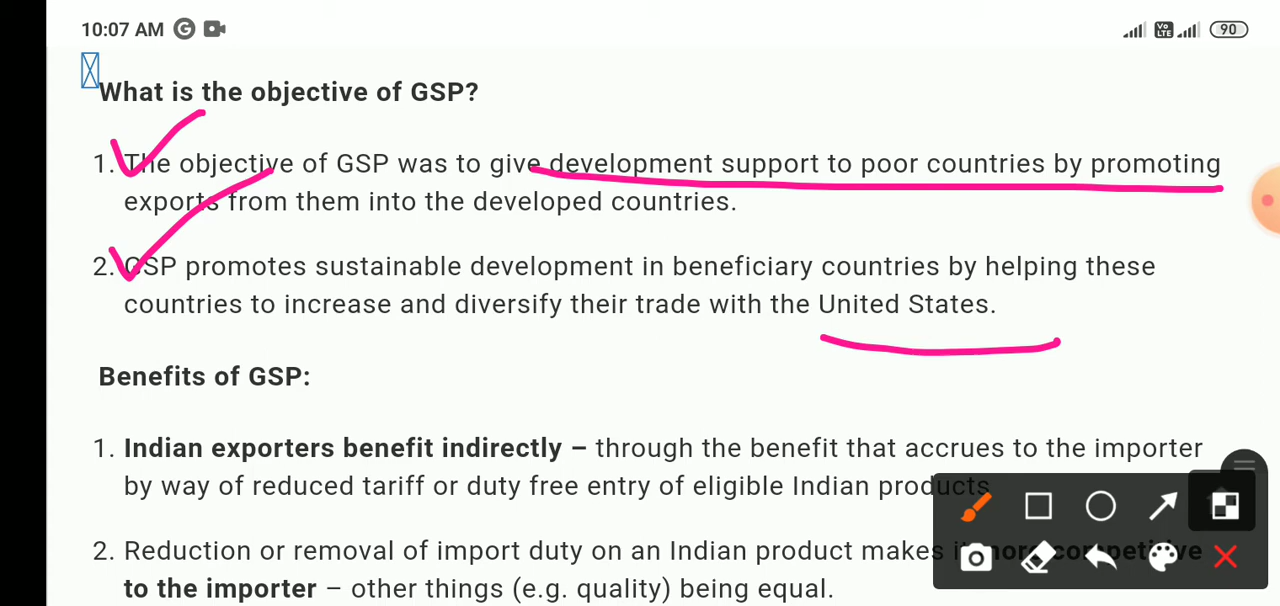 10:07 AM
Vo LTE
90
What is the objective of GSP?
1. The objective of GSP was to give development support to poor countries by promoting
exports from them into the developed countries.
2. GSP promotes sustainable development in beneficiary countries by helping these
countries to increase and diversify their trade with the United States.
Benefits of GSP:
1. Indian exporters benefit indirectly – through the benefit that accrues to the importer
by way of reduced tariff or duty free entry of eligible Indian products
2. Reduction or removal of import duty on an Indian product makes it more competitive
to the importer – other things (e.g. quality) being equal.